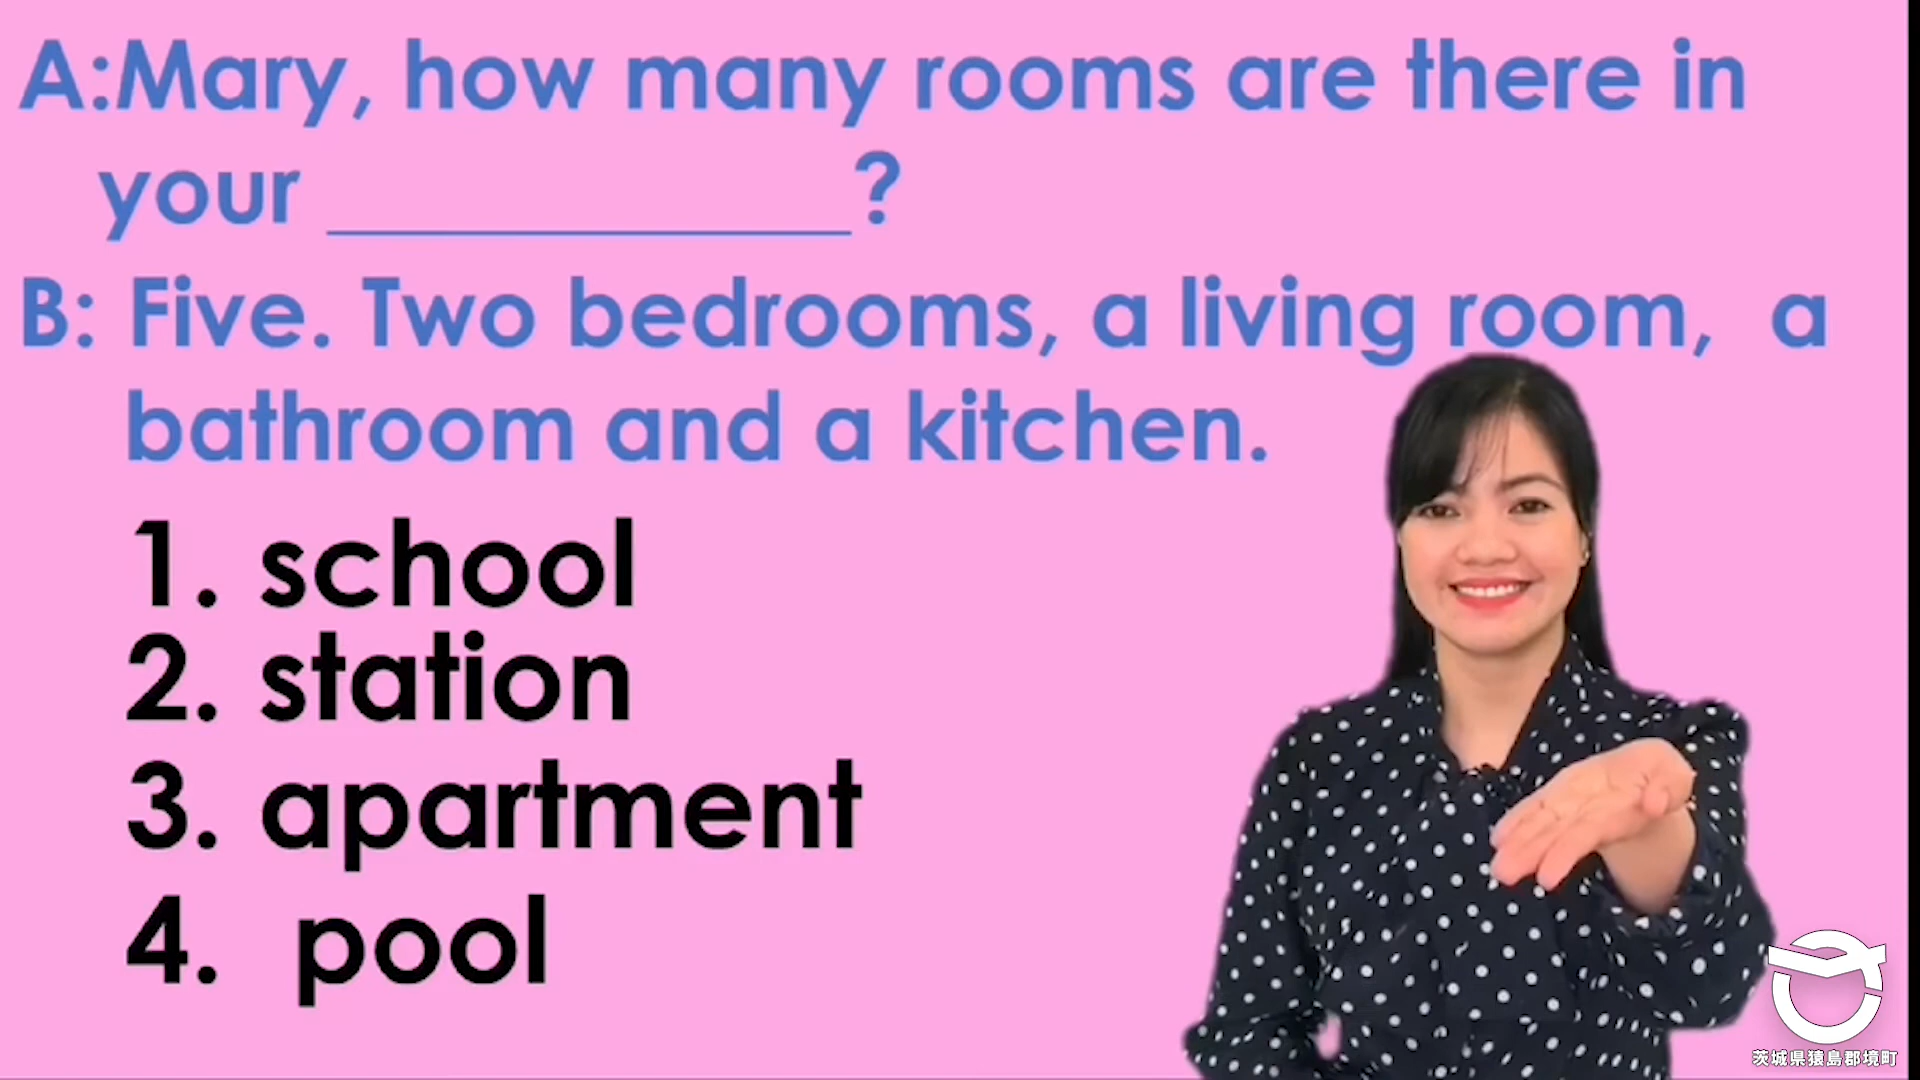 A:Mary, how many rooms are there in
your ____________?
B: Five. Two bedrooms, a living room, a
bathroom and a kitchen.
1. school
2. station
3. apartment
4. pool
茨城県猿島郡境町